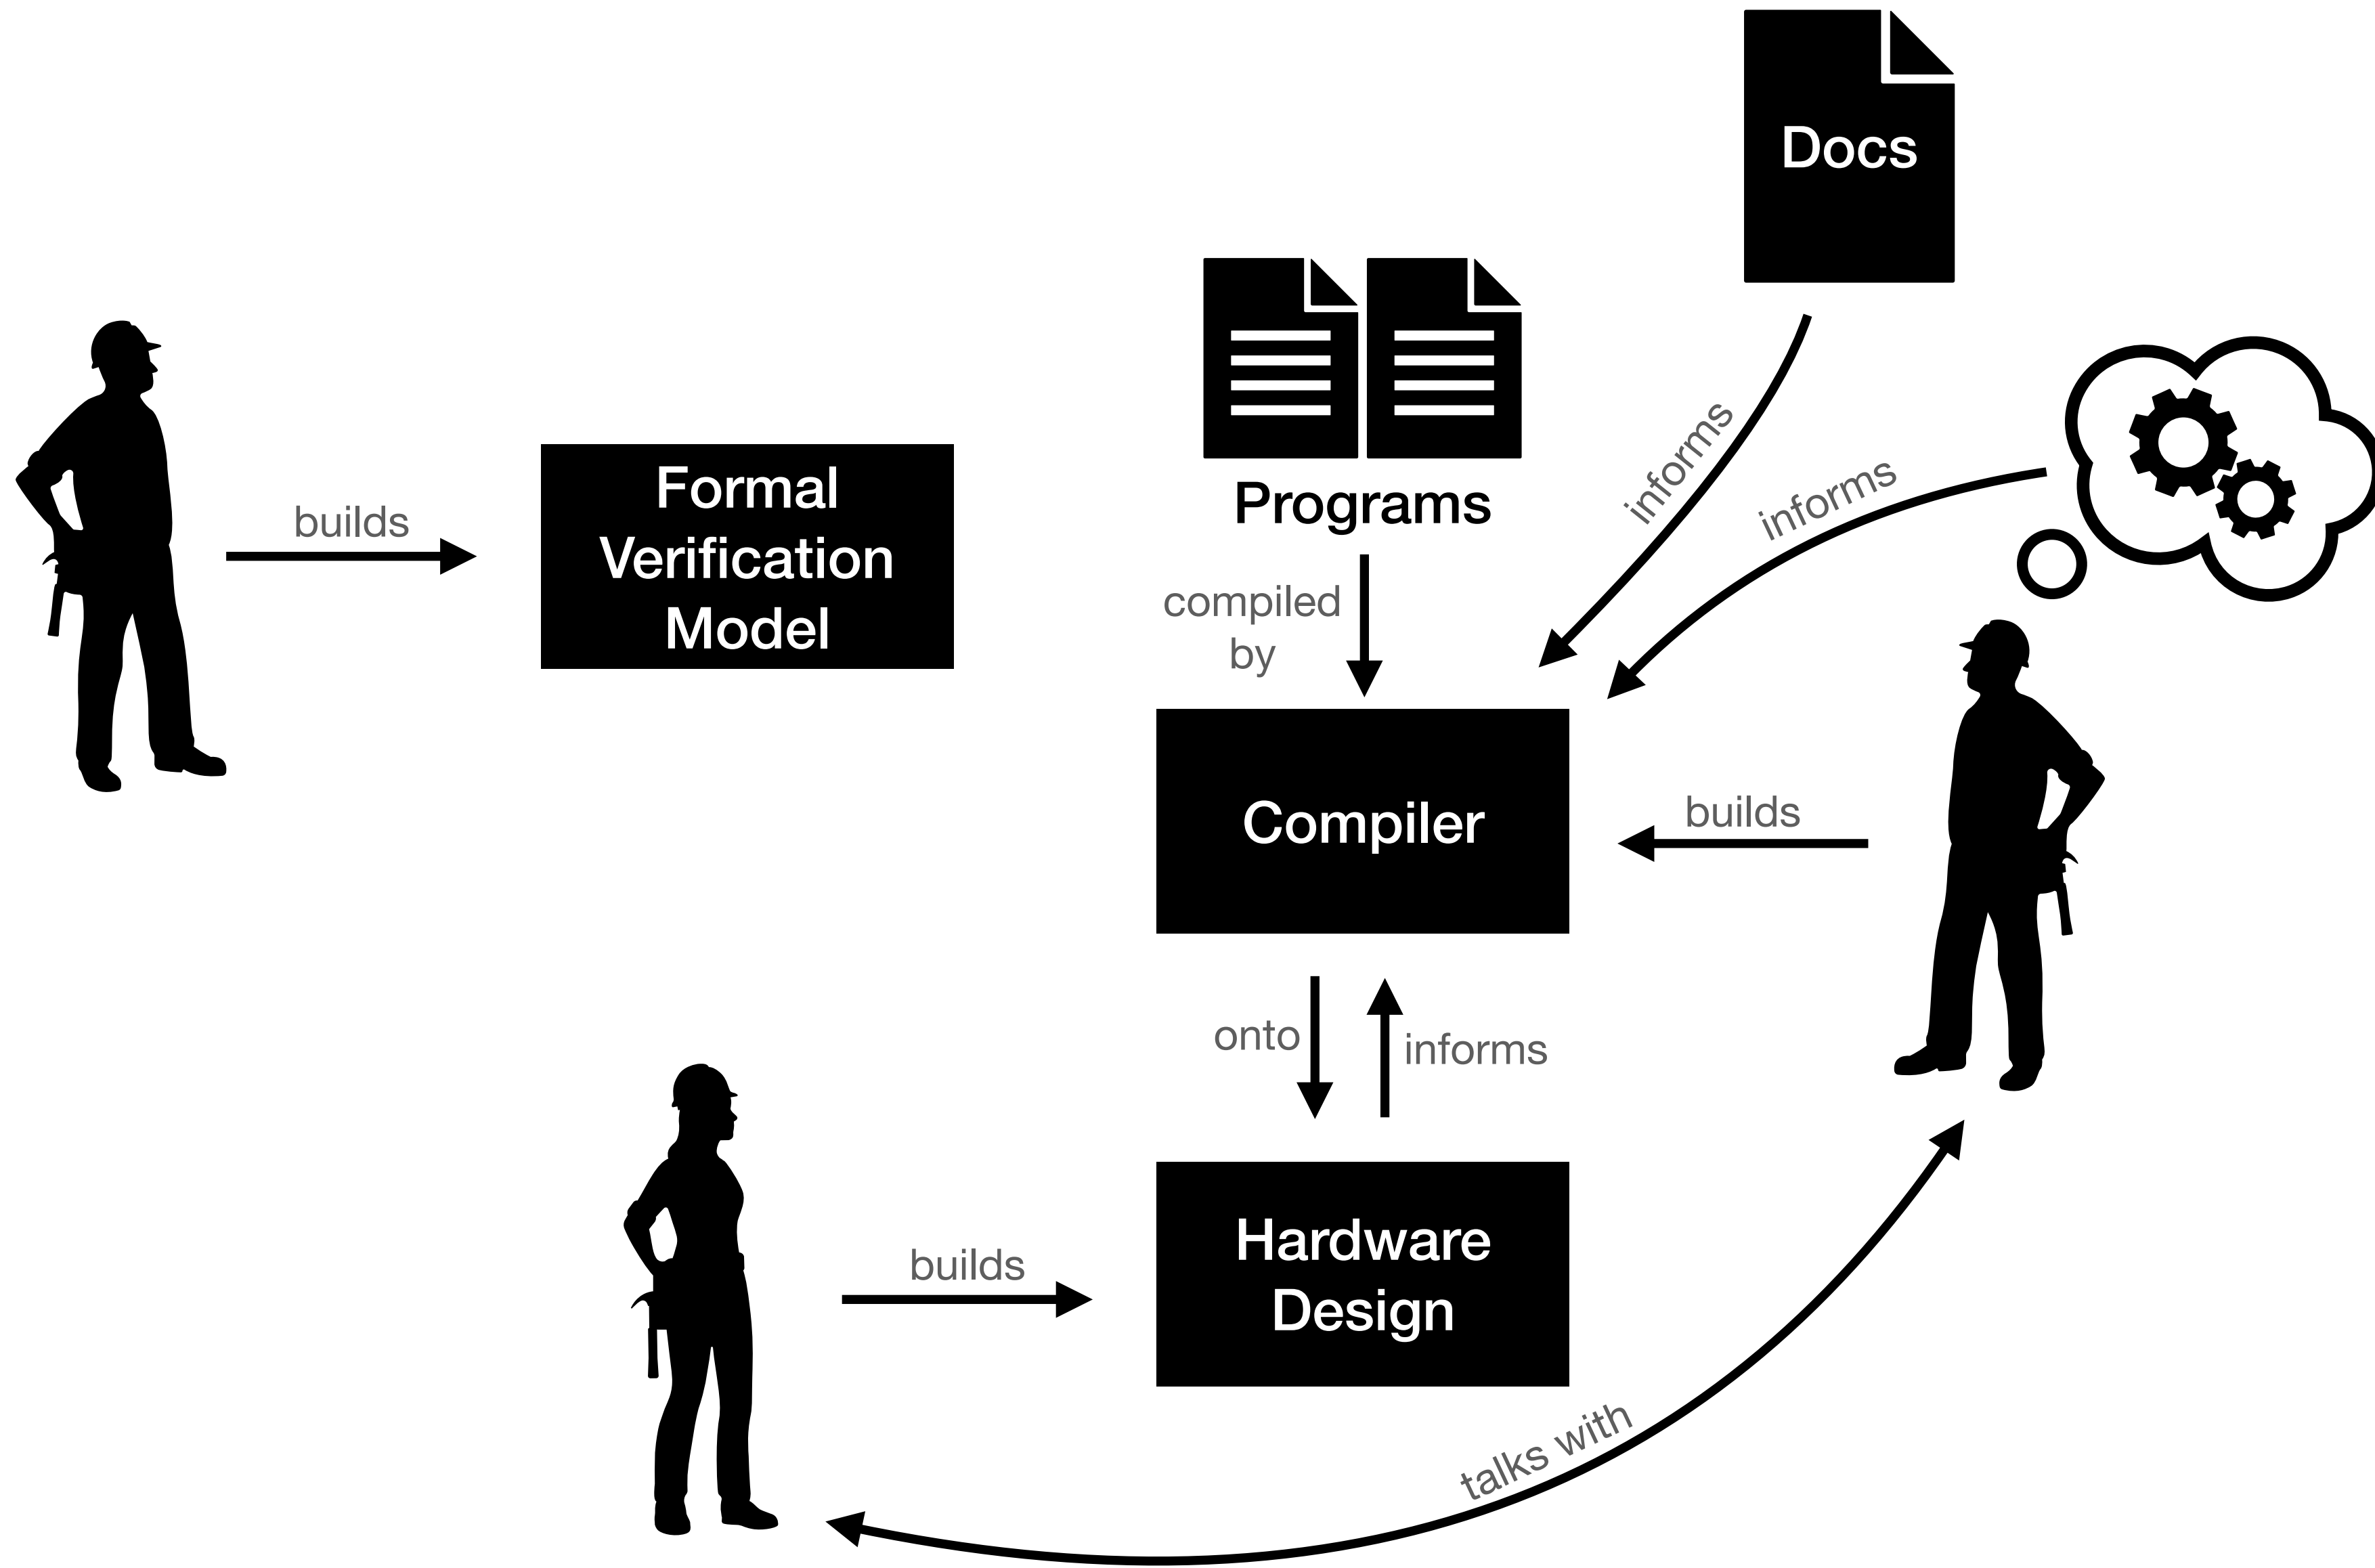 Docs
informs
informs
builds
Formal
Verification
Model
Programs
compiled
by
Compiler
builds
onto
informs
builds
Hardware
Design
talks with